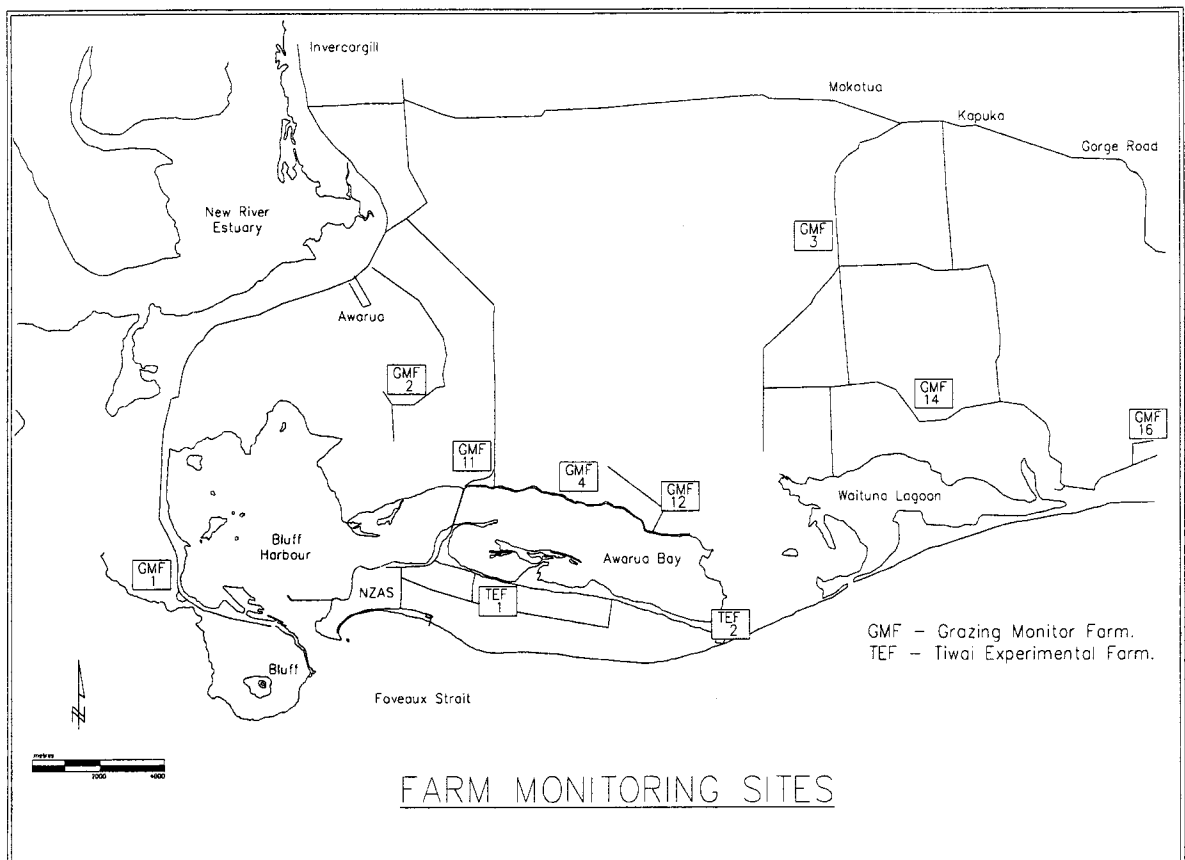 Invercargill
Mokotua
Kapuka
Gorge Road
New River
Estuary
GMF
3
Awarua
GMF
2
GMF
14
GMF
16
GMF
11
GMF
4
GMF
12
Waituna Lagoon
Bluff
Harbour
Awarua Bay
GMF
1
NZAS
TEF
1
TEF
2
GMF – Grazing Monitor Farm.
TEF – Tiwai Experimental Farm.
Bluff
Foveaux Strait
N
metres
2000
4000
FARM MONITORING SITES